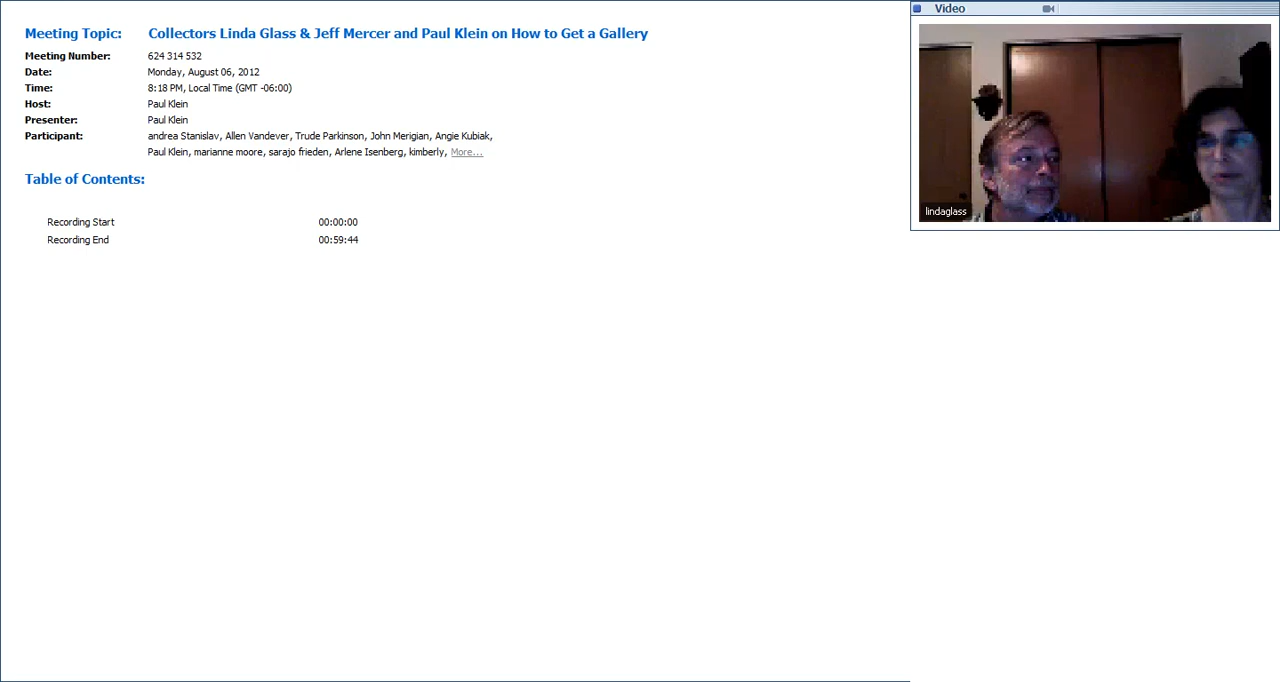 Meeting Topic: Collectors Linda Glass & Jeff Mercer and Paul Klein on How to Get a Gallery
Meeting Number: 624 314 532
Date: Monday, August 06, 2012
Time: 8:18 PM, Local Time (GMT -06:00)
Host: Paul Klein
Presenter: Paul Klein
Participant: andrea Stanislav, Allen Vandever, Trude Parkinson, John Merigian, Angie Kubiak,
Paul Klein, marianne moore, sarajo frieden, Arlene Isenberg, kimberly, More...
Table of Contents:
Recording Start 00:00:00
Recording End 00:59:44
Video
lindaglass